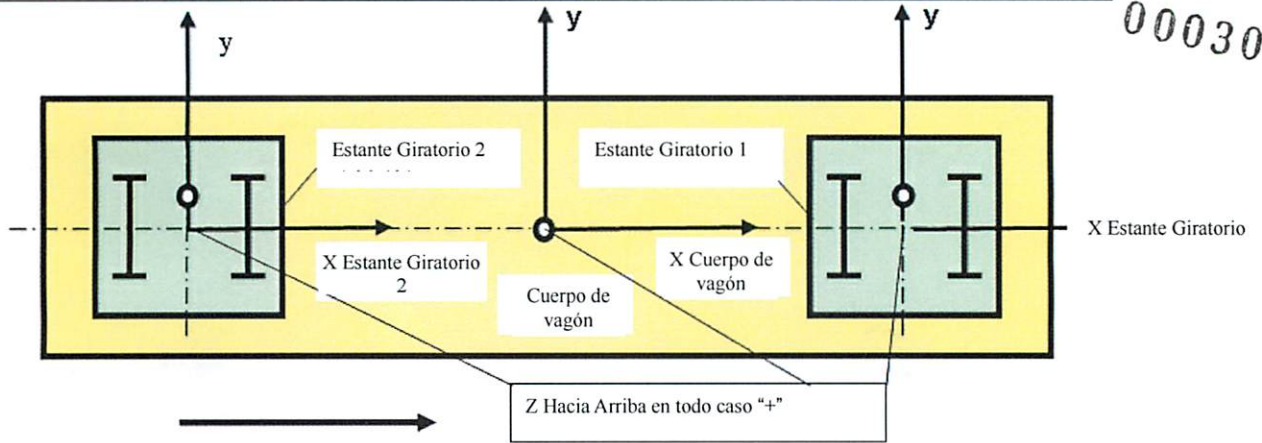 00030
y
y
y
Estante Giratorio 2
Estante Giratorio 1
X Estante Giratorio
X Estante Giratorio
2
X Cuerpo de
vagón
Cuerpo de
vagón
Z Hacia Arriba en todo caso “+”